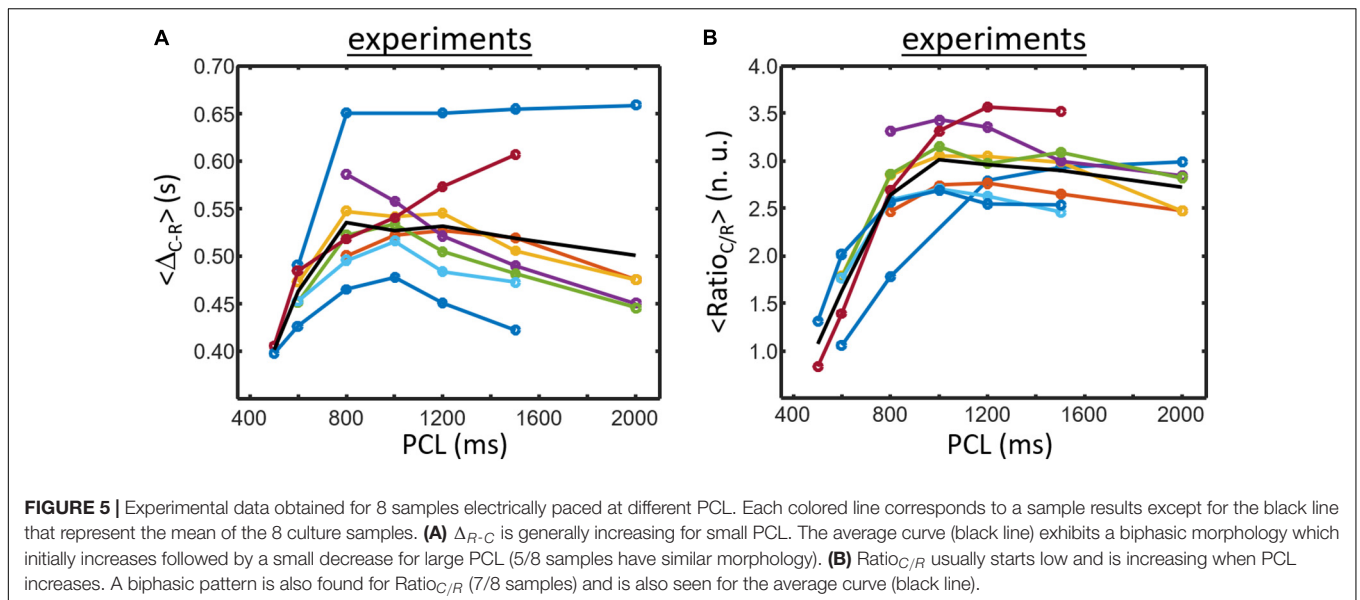 A
experiments
0.70
0.65
0.60
0.55
0.50
0.45
0.40
400
800
1200
1600
2000
<ΔC-R> (s)
PCL (ms)
B
experiments
4.0
3.5
3.0
2.5
2.0
1.5
1.0
400
800
1200
1600
2000
<RatioC/R> (n. u.)
PCL (ms)
FIGURE 5 | Experimental data obtained for 8 samples electrically paced at different PCL. Each colored line corresponds to a sample results except for the black line
that represent the mean of the 8 culture samples. (A) ΔR-C is generally increasing for small PCL. The average curve (black line) exhibits a biphasic morphology which
initially increases followed by a small decrease for large PCL (5/8 samples have similar morphology). (B) RatioC/R usually starts low and is increasing when PCL
increases. A biphasic pattern is also found for RatioC/R (7/8 samples) and is also seen for the average curve (black line).